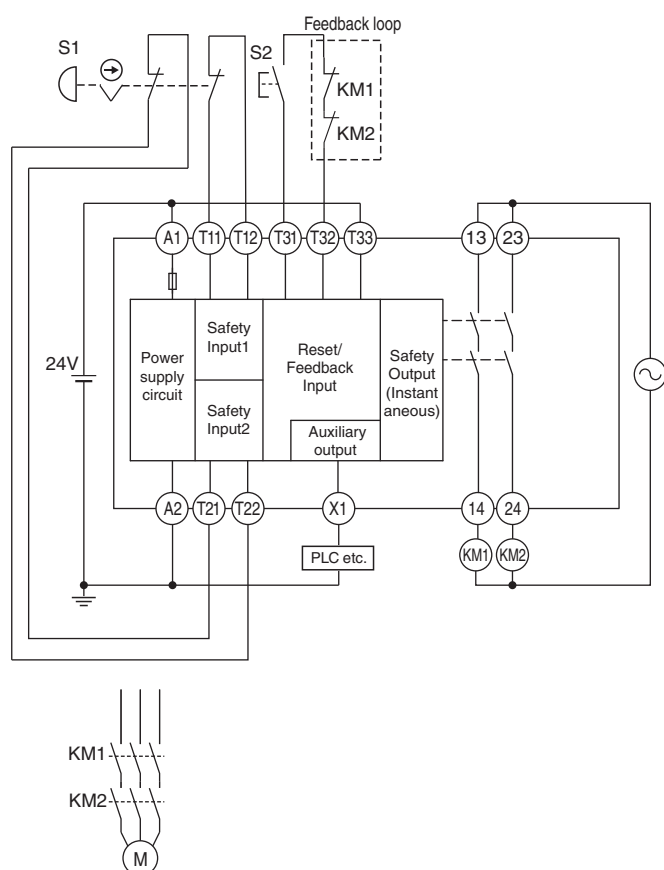 Feedback loop
S1
S2
KM1
KM2
A1
T11
T12
T31
T32
T33
13
23
24V
Power
supply
circuit
Safety
Input1
Safety
Input2
Reset/
Feedback
Input
Auxiliary
output
Safety
Output
(Instant
aneous)
A2
T21
T22
X1
14
24
PLC etc.
KM1
KM2
KM1
KM2
M